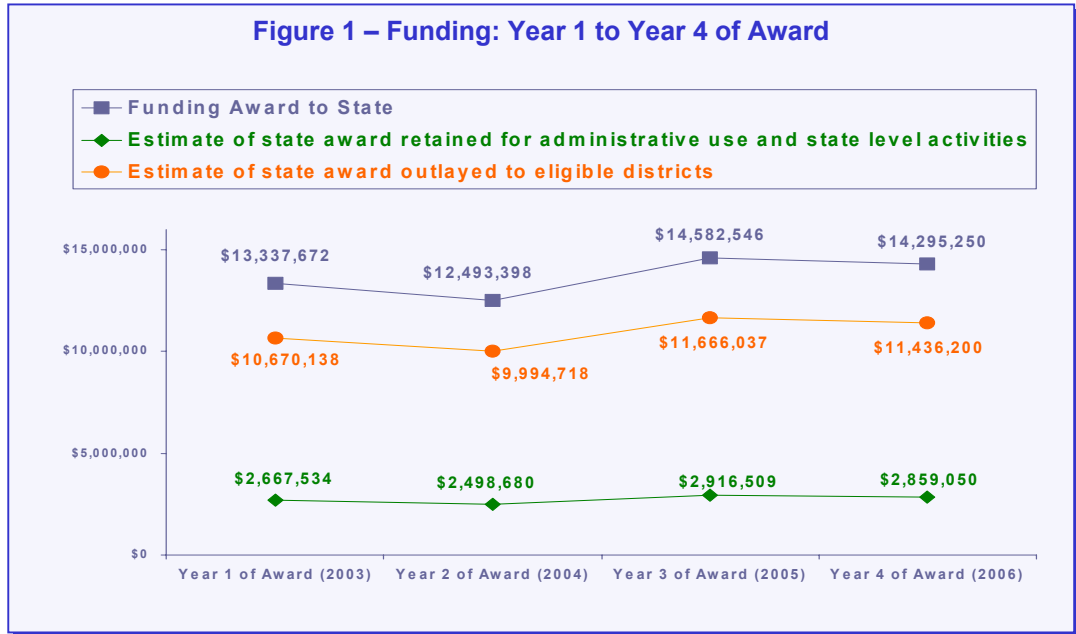 Figure 1 – Funding: Year 1 to Year 4 of Award
Funding Award to State
Estimate of state award retained for administrative use and state level activities
Estimate of state award outlayed to eligible districts
$15,000,000
$10,000,000
$5,000,000
$0
$13,337,672
$12,493,398
$14,582,546
$14,295,250
$10,670,138
$9,994,718
$11,666,037
$11,436,200
$2,667,534
$2,498,680
$2,916,509
$2,859,050
Year 1 of Award (2003)
Year 2 of Award (2004)
Year 3 of Award (2005)
Year 4 of Award (2006)